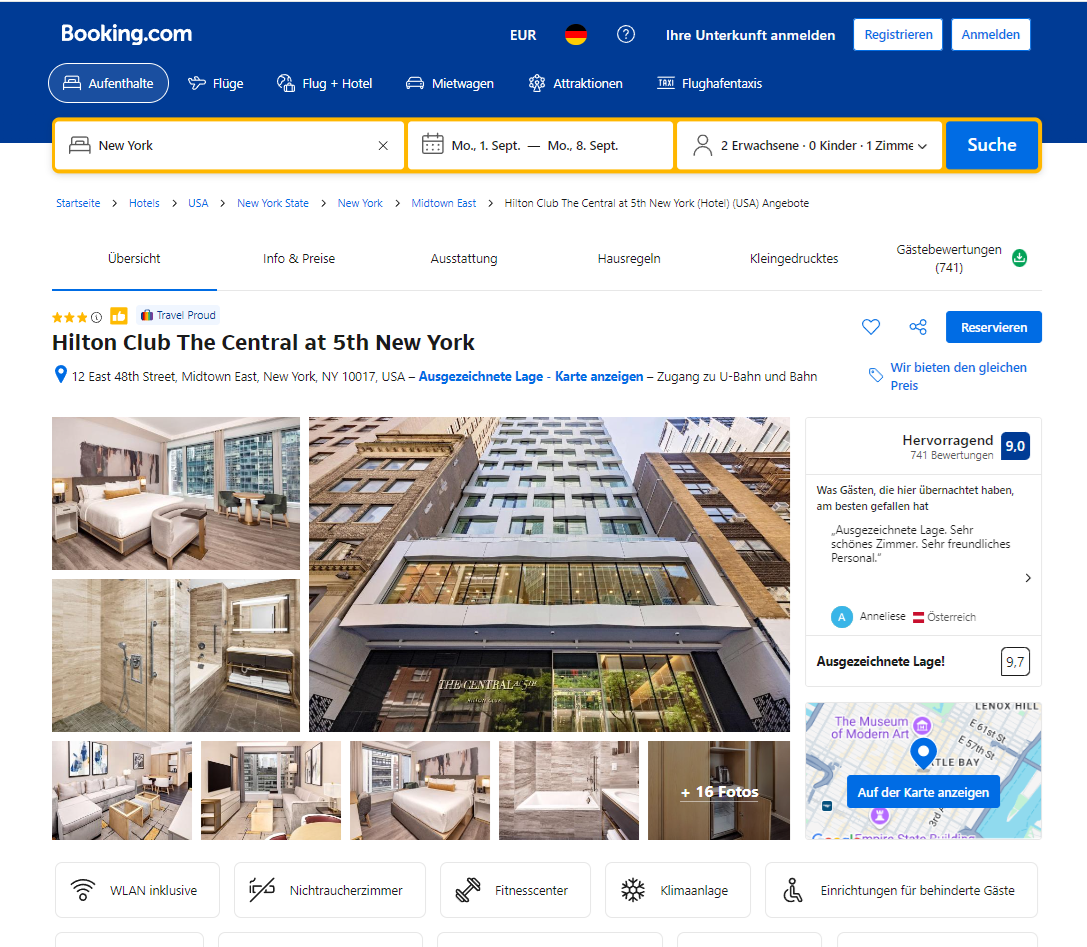 Booking.com
EUR
Ihre Unterkunft anmelden
Registrieren
Anmelden
Aufenthalte
Flüge
Flug + Hotel
Mietwagen
Attraktionen
TAXI
Flughafentaxis
New York
Mo., 1. Sept. — Mo., 8. Sept.
2 Erwachsene · 0 Kinder · 1 Zimme
Suche
Startseite > Hotels > USA > New York State > New York > Midtown East > Hilton Club The Central at 5th New York (Hotel) (USA) Angebote
Übersicht
Info & Preise
Ausstattung
Hausregeln
Kleingedrucktes
Gästebewertungen
(741)
Travel Proud
Hilton Club The Central at 5th New York
Reservieren
12 East 48th Street, Midtown East, New York, NY 10017, USA – Ausgezeichnete Lage - Karte anzeigen – Zugang zu U-Bahn und Bahn
Wir bieten den gleichen
Preis
THE CENTRAL AT 5TH
HILTON CLUB
Hervorragend
741 Bewertungen
9,0
Was Gästen, die hier übernachtet haben,
am besten gefallen hat
„Ausgezeichnete Lage. Sehr
schönes Zimmer. Sehr freundliches
Personal.“
A
Anneliese
Österreich
Ausgezeichnete Lage!
9,7
LENOX HILL
The Museum
of Modern Art
E 61st St
E 57th St
TLE BAY
Auf der Karte anzeigen
3rd A
Google
Empire State Building
+ 16 Fotos
WLAN inklusive
Nichtraucherzimmer
Fitnesscenter
Klimaanlage
Einrichtungen für behinderte Gäste